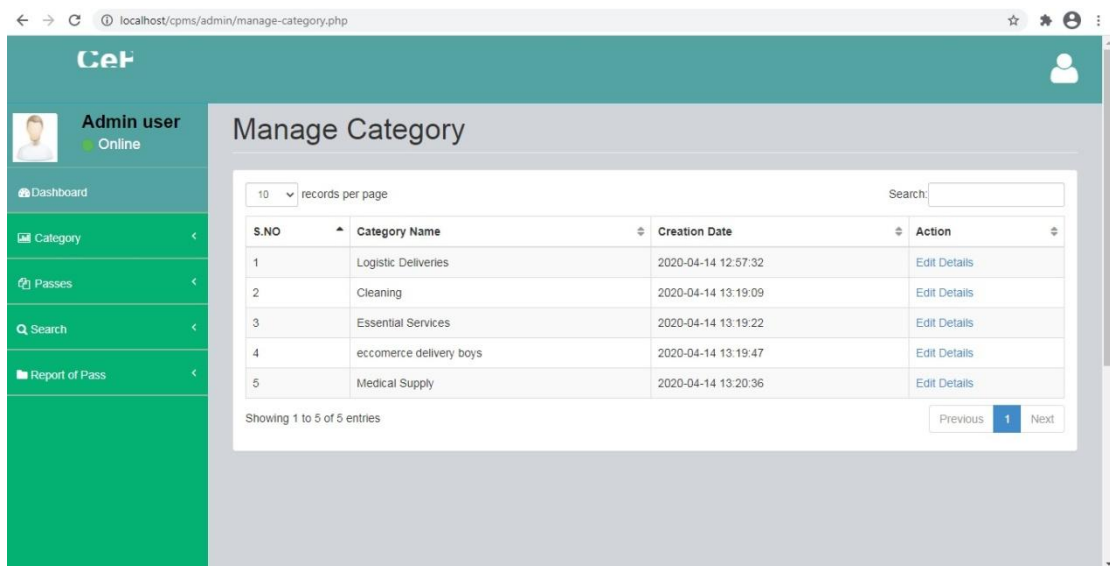 localhost/cpms/admin/manage-category.php
Admin user
Online
Dashboard
Category
Passes
Search
Report of Pass
Manage Category
10 records per page Search:
S.NO Category Name Creation Date Action
1 Logistic Deliveries 2020-04-14 12:57:32 Edit Details
2 Cleaning 2020-04-14 13:19:09 Edit Details
3 Essential Services 2020-04-14 13:19:22 Edit Details
4 eccomerce delivery boys 2020-04-14 13:19:47 Edit Details
5 Medical Supply 2020-04-14 13:20:36 Edit Details
Showing 1 to 5 of 5 entries Previous 1 Next